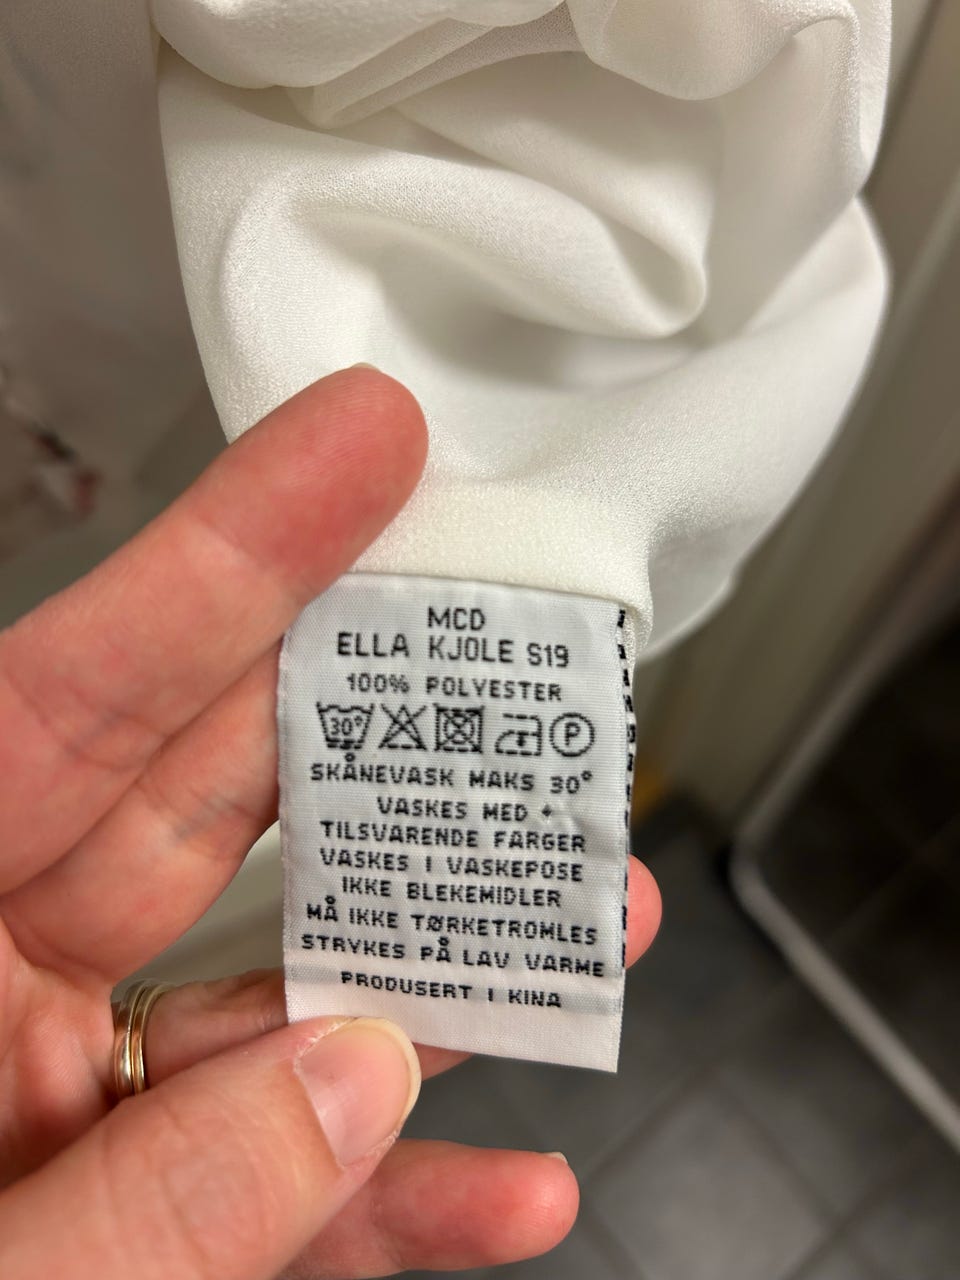 MCD
ELLA KJOLE S19
100% POLYESTER
30° P
SKÅNEVASK MAKS 30°
VASKES MED
TILSVARENDE FARGER
VASKES I VASKEPOSE
IKKE BLEKEMIDLER
MÅ IKKE TØRKETROMLES
STRYKES PÅ LAV VARME
PRODUSERT I KINA